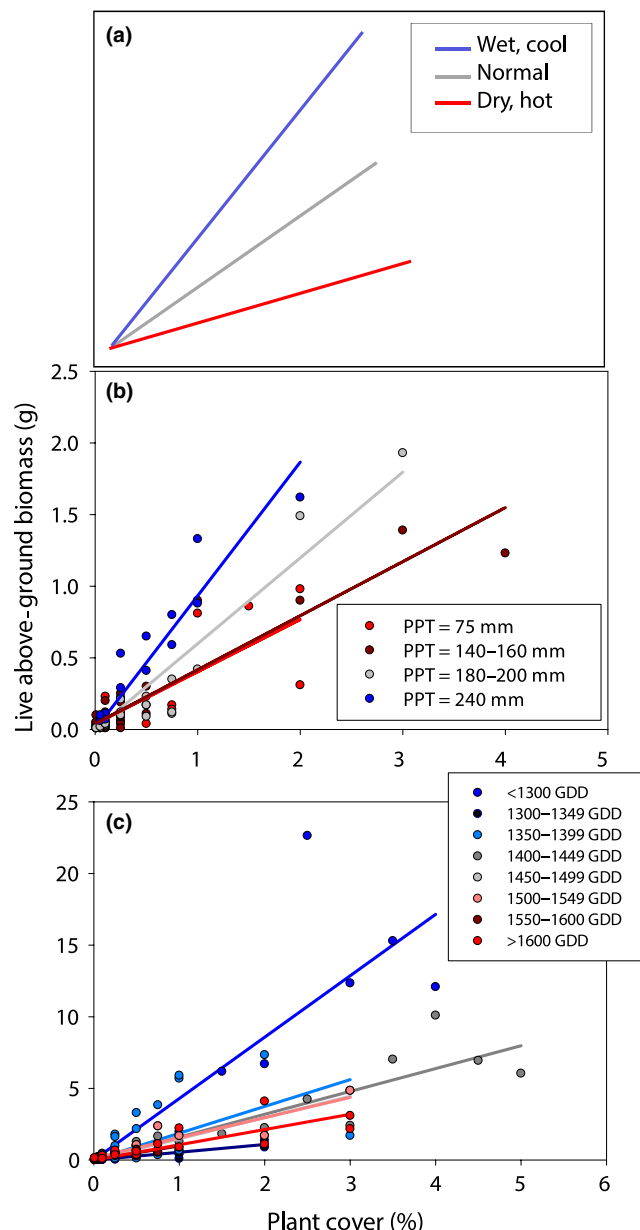 (a)
Wet, cool
Normal
Dry, hot
Live above-ground biomass (g)
2.5
(b)
2.0
1.5
1.0
0.5
0.0
PPT = 75 mm
PPT = 140–160 mm
PPT = 180–200 mm
PPT = 240 mm
0 1 2 3 4 5
25
(c)
20
15
10
5
0
<1300 GDD
1300–1349 GDD
1350–1399 GDD
1400–1449 GDD
1450–1499 GDD
1500–1549 GDD
1550–1600 GDD
>1600 GDD
0 1 2 3 4 5 6
Plant cover (%)